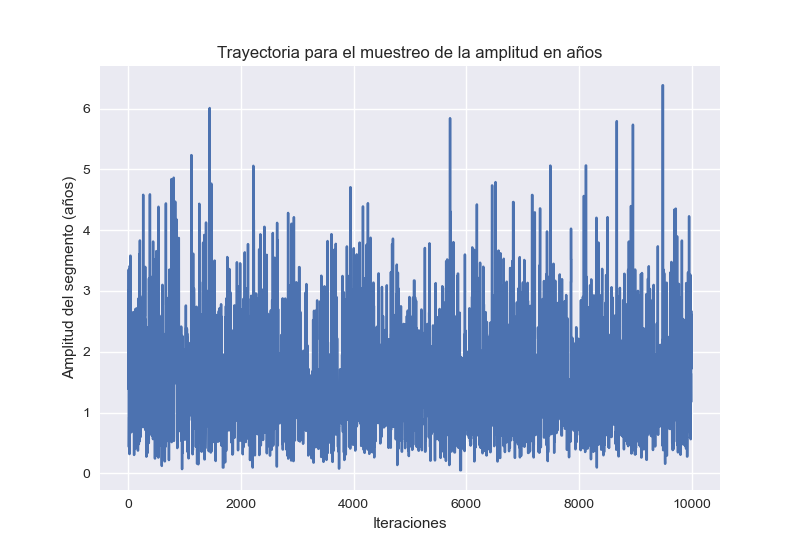 Trayectoria para el muestreo de la amplitud en años
Amplitud del segmento (años)
6
5
4
3
2
1
0
0 2000 4000 6000 8000 10000
Iteraciones